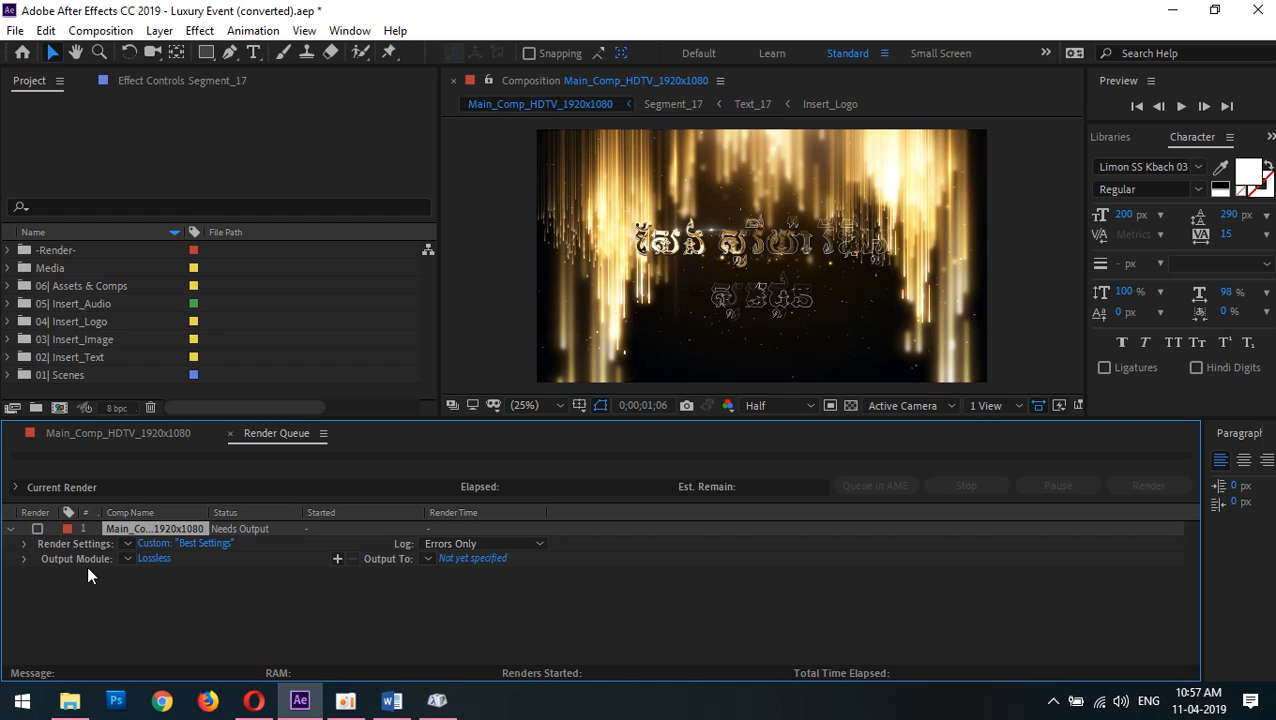 Adobe After Effects CC 2019 - Luxury Event (converted).aep *
File Edit Composition Layer Effect Animation View Window Help
Snapping Default Learn Standard Small Screen Search Help
Project Effect Controls Segment_17
Composition Main_Comp_HDTV_1920x1080
Main_Comp_HDTV_1920x1080 Segment_17 Text_17 Insert_Logo
Name File Path
-Render-
Media
06| Assets & Comps
05| Insert_Audio
04| Insert_Logo
03| Insert_Image
02| Insert_Text
01| Scenes
8 bpc
(25%) 0;00;01;06 Half Active Camera 1 View
Preview
Libraries Character
Limon SS Kbach 03
Regular
200 px 290 px
Metrics 15
- px
100 % 98 %
0 px 0 %
Ligatures Hindi Digits
Main_Comp_HDTV_1920x1080 Render Queue
Current Render Elapsed: Est. Remain: Queue in AME Stop Pause Render
Render # Comp Name Status Started Render Time
1 Main_Co...1920x1080 Needs Output - -
Render Settings: Custom: "Best Settings" Log: Errors Only
Output Module: Lossless Output To: Not yet specified
Message: RAM: Renders Started: Total Time Elapsed:
Paragraph
0 px
0 px
ENG
10:57 AM
11-04-2019